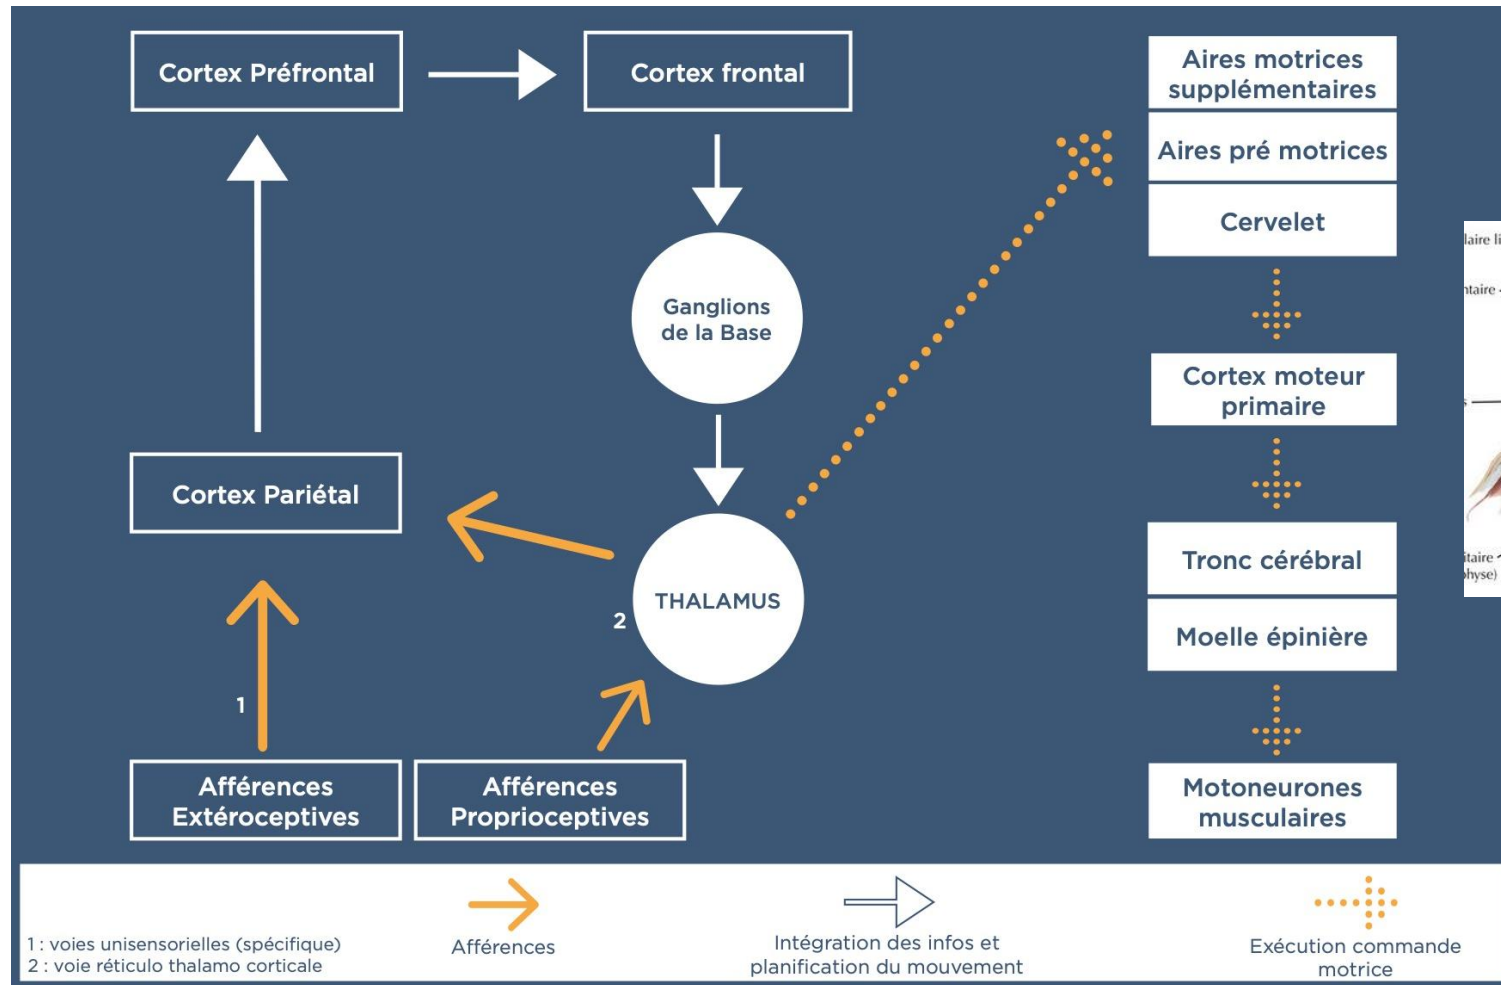 Cortex Préfrontal
Cortex frontal
Aires motrices
supplémentaires
Aires pré motrices
Cervelet
Ganglions
de la Base
Cortex moteur
primaire
Cortex Pariétal
THALAMUS
2
1
Tronc cérébral
Moelle épinière
Afférences
Extéroceptives
Afférences
Proprioceptives
Motoneurones
musculaires
1 : voies unisensorielles (spécifique)
2 : voie réticulo thalamo corticale
Afférences
Intégration des infos et
planification du mouvement
Exécution commande
motrice